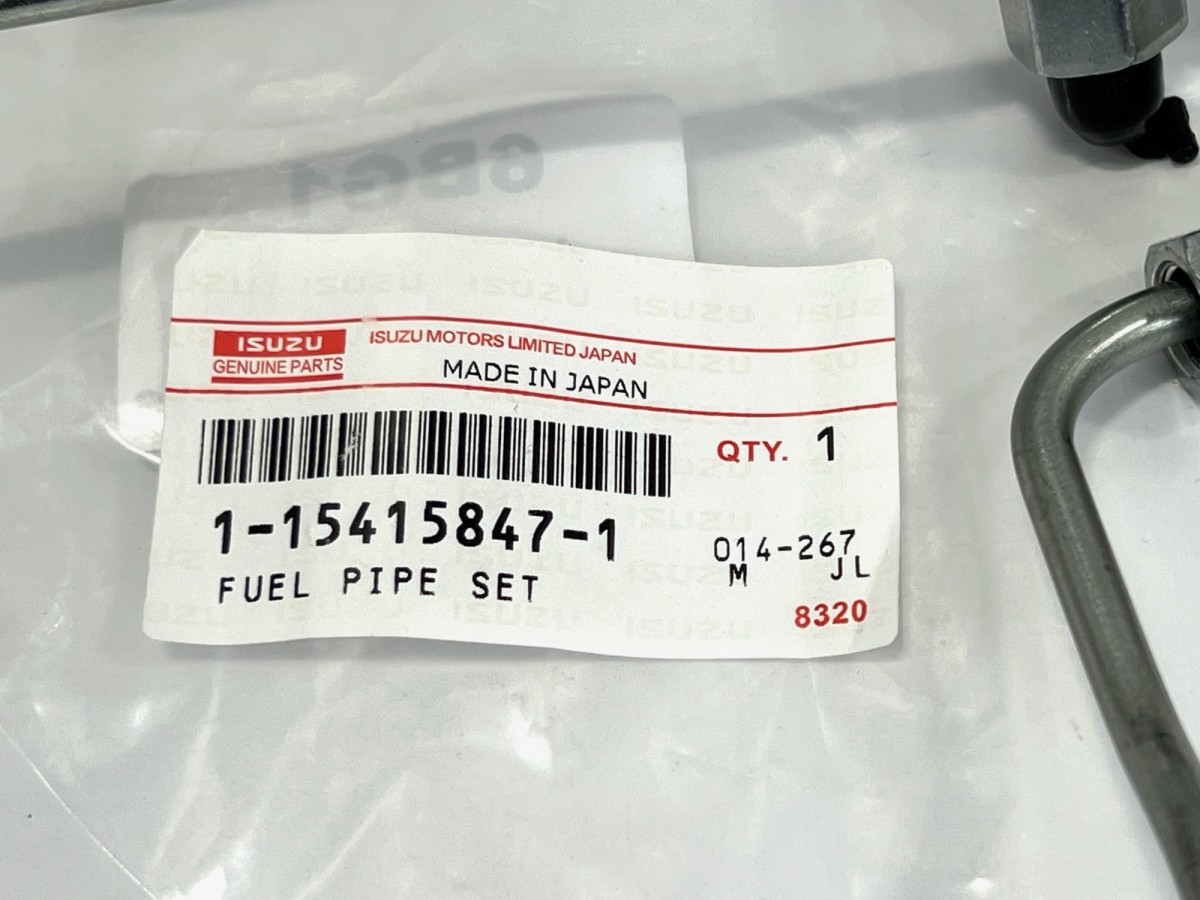 6BG1
ISUZU
GENUINE PARTS
ISUZU MOTORS LIMITED JAPAN
MADE IN JAPAN
QTY. 1
1-15415847-1
FUEL PIPE SET
014-267
M JL
8320